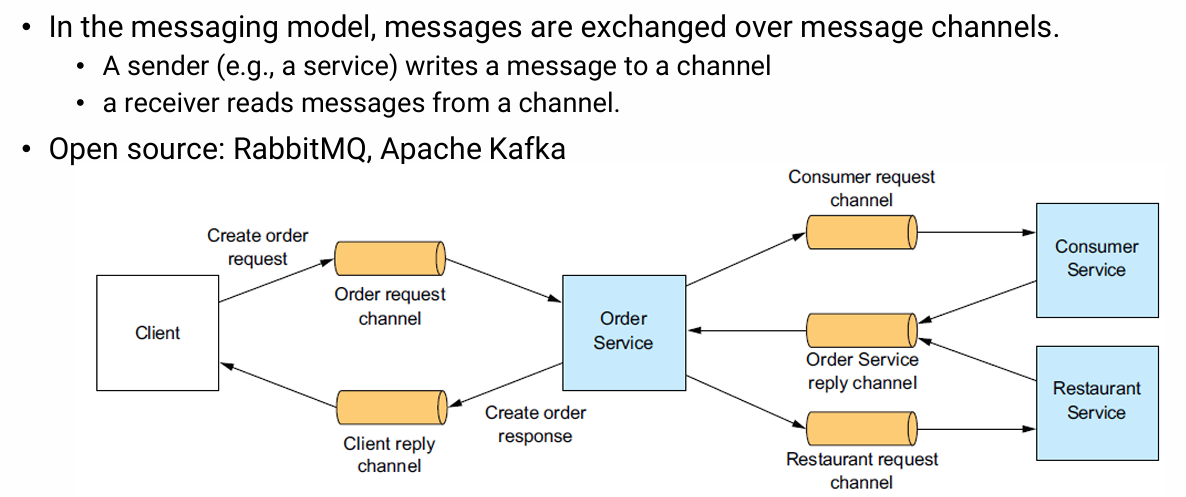 • In the messaging model, messages are exchanged over message channels.
• A sender (e.g., a service) writes a message to a channel
• a receiver reads messages from a channel.
• Open source: RabbitMQ, Apache Kafka
Consumer request
channel
Create order
request
Consumer
Service
Order request
channel
Client
Order
Service
Order Service
reply channel
Restaurant
Service
Create order
response
Client reply
channel
Restaurant request
channel